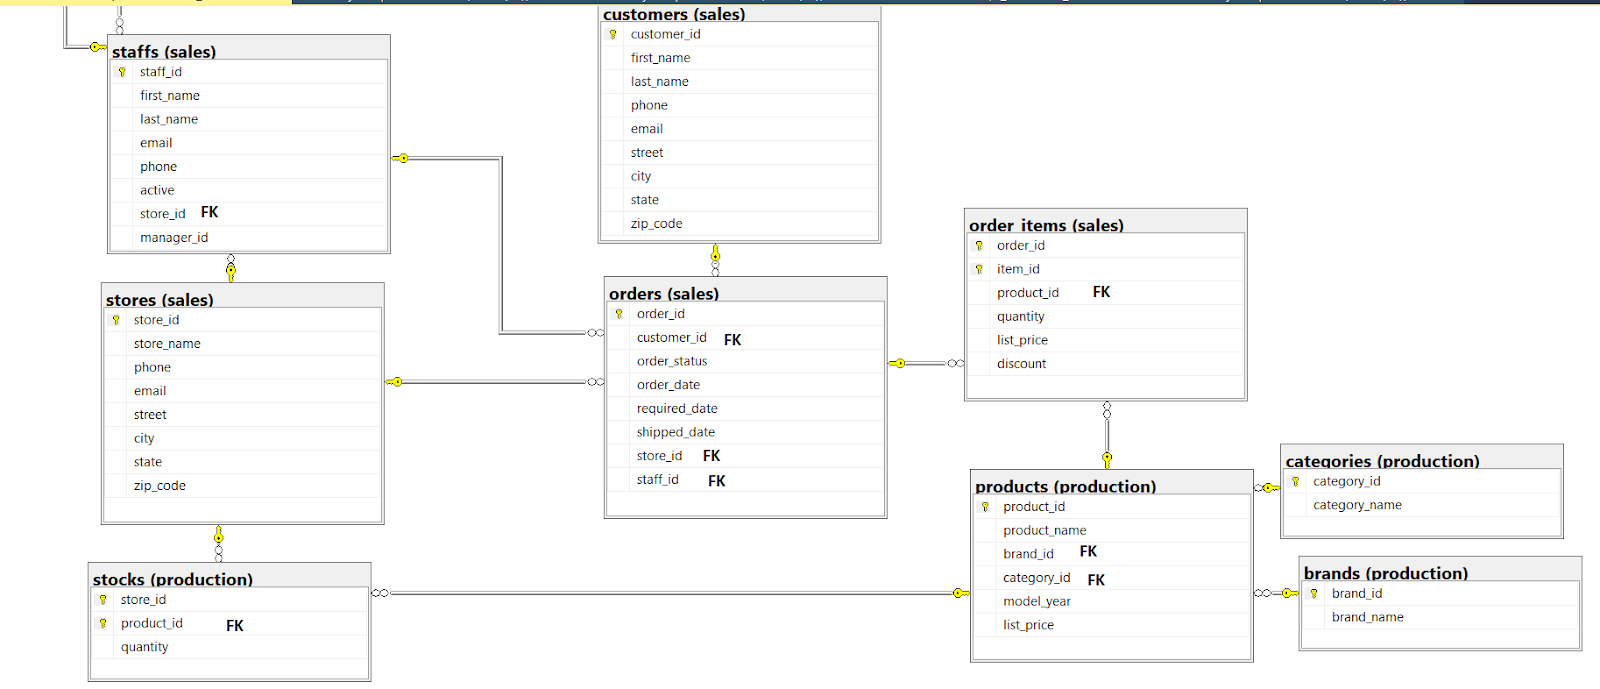 staffs (sales)
staff_id
first_name
last_name
email
phone
active
store_id FK
manager_id
customers (sales)
customer_id
first_name
last_name
phone
email
street
city
state
zip_code
stores (sales)
store_id
store_name
phone
email
street
city
state
zip_code
orders (sales)
order_id
customer_id FK
order_status
order_date
required_date
shipped_date
store_id FK
staff_id FK
order_items (sales)
order_id
item_id
product_id FK
quantity
list_price
discount
stocks (production)
store_id
product_id FK
quantity
products (production)
product_id
product_name
brand_id FK
category_id FK
model_year
list_price
categories (production)
category_id
category_name
brands (production)
brand_id
brand_name